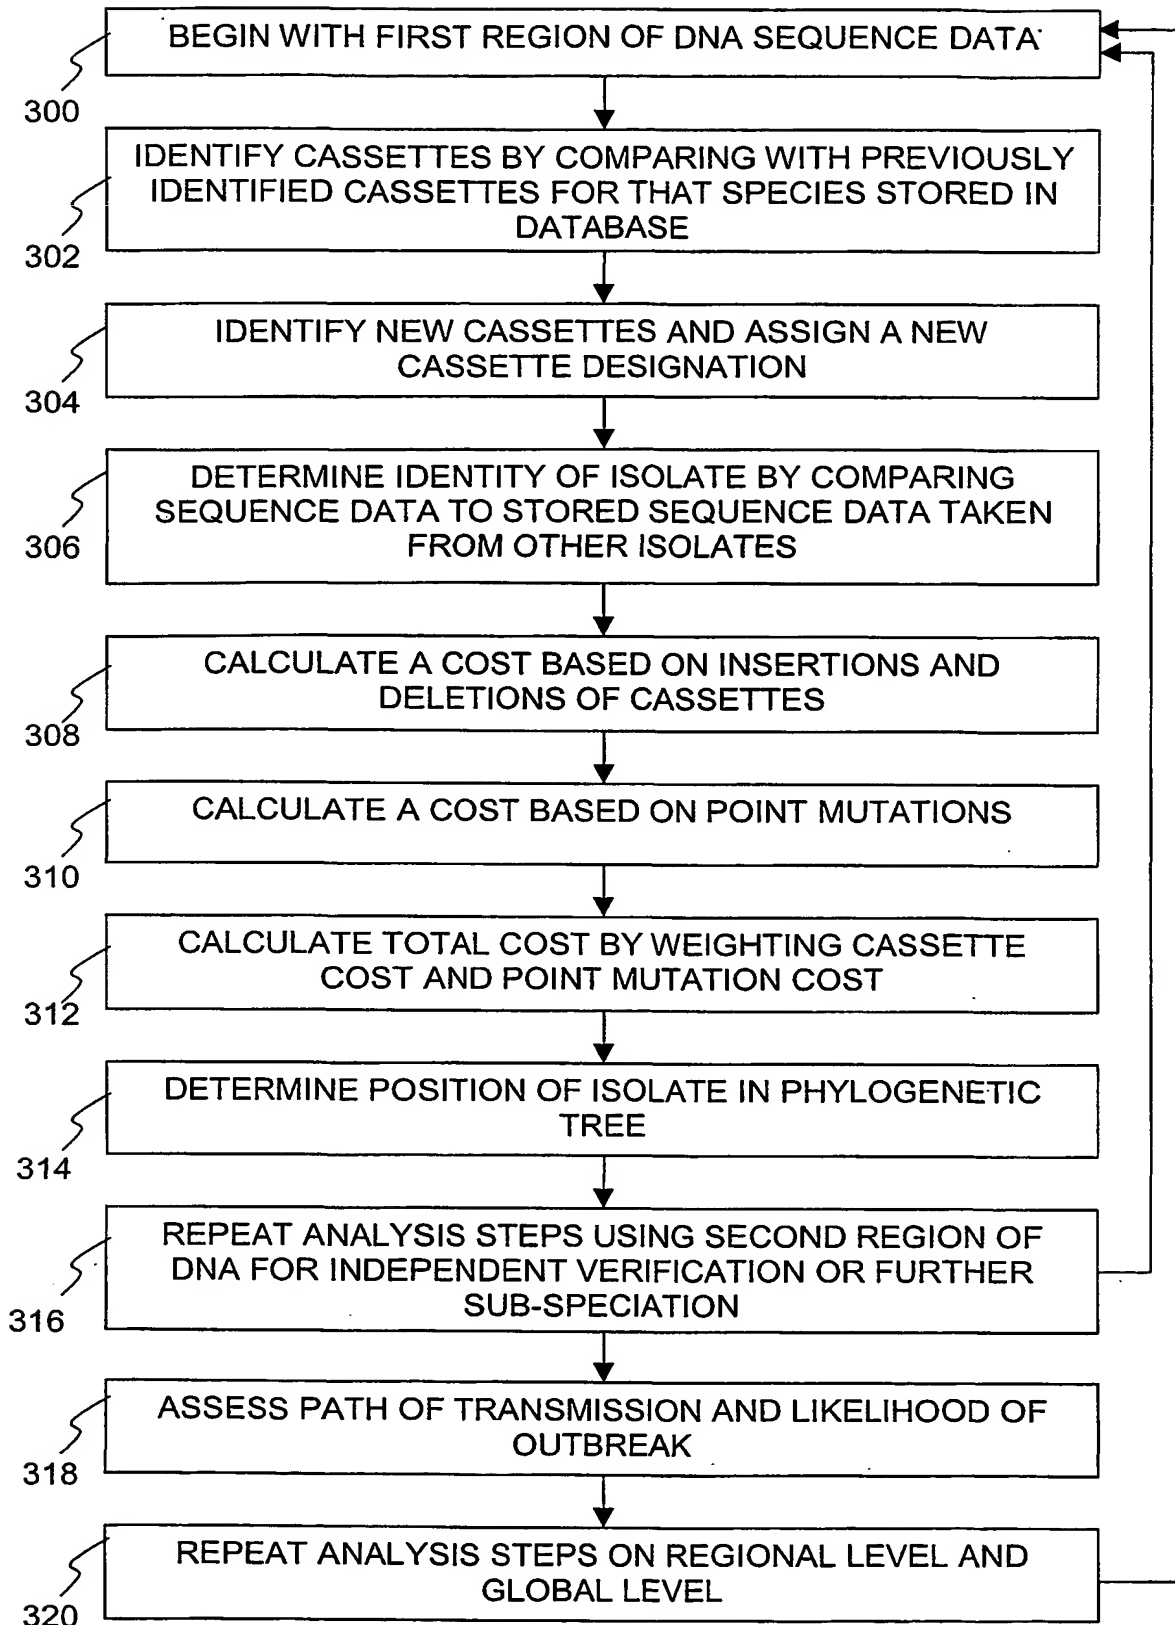 BEGIN WITH FIRST REGION OF DNA SEQUENCE DATA
300
IDENTIFY CASSETTES BY COMPARING WITH PREVIOUSLY
IDENTIFIED CASSETTES FOR THAT SPECIES STORED IN
DATABASE
302
IDENTIFY NEW CASSETTES AND ASSIGN A NEW
CASSETTE DESIGNATION
304
DETERMINE IDENTITY OF ISOLATE BY COMPARING
SEQUENCE DATA TO STORED SEQUENCE DATA TAKEN
FROM OTHER ISOLATES
306
CALCULATE A COST BASED ON INSERTIONS AND
DELETIONS OF CASSETTES
308
CALCULATE A COST BASED ON POINT MUTATIONS
310
CALCULATE TOTAL COST BY WEIGHTING CASSETTE
COST AND POINT MUTATION COST
312
DETERMINE POSITION OF ISOLATE IN PHYLOGENETIC
TREE
314
REPEAT ANALYSIS STEPS USING SECOND REGION OF
DNA FOR INDEPENDENT VERIFICATION OR FURTHER
SUB-SPECIATION
316
ASSESS PATH OF TRANSMISSION AND LIKELIHOOD OF
OUTBREAK
318
REPEAT ANALYSIS STEPS ON REGIONAL LEVEL AND
GLOBAL LEVEL
320